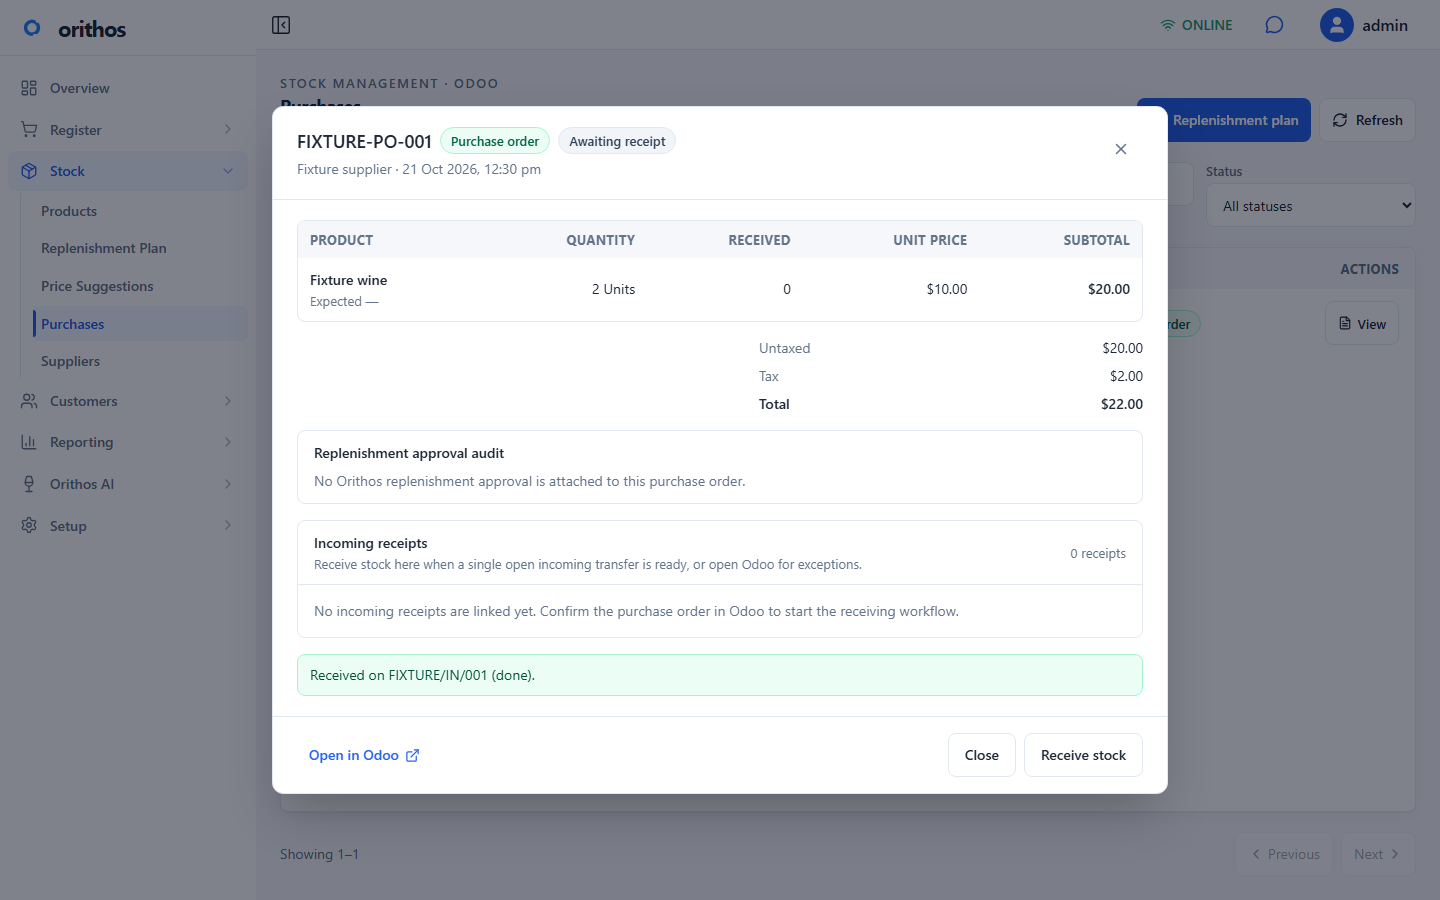 orithos
ONLINE
admin
Overview
Register
Stock
Products
Replenishment Plan
Price Suggestions
Purchases
Suppliers
Customers
Reporting
Orithos AI
Setup
STOCK MANAGEMENT · ODOO
Purchases
Replenishment plan
Refresh
Status
All statuses
ACTIONS
View
FIXTURE-PO-001 Purchase order Awaiting receipt
Fixture supplier · 21 Oct 2026, 12:30 pm
PRODUCT QUANTITY RECEIVED UNIT PRICE SUBTOTAL
Fixture wine 2 Units 0 $10.00 $20.00
Expected —
Untaxed $20.00
Tax $2.00
Total $22.00
Replenishment approval audit
No Orithos replenishment approval is attached to this purchase order.
Incoming receipts
Receive stock here when a single open incoming transfer is ready, or open Odoo for exceptions.
0 receipts
No incoming receipts are linked yet. Confirm the purchase order in Odoo to start the receiving workflow.
Received on FIXTURE/IN/001 (done).
Open in Odoo Close Receive stock
Showing 1–1 Previous Next